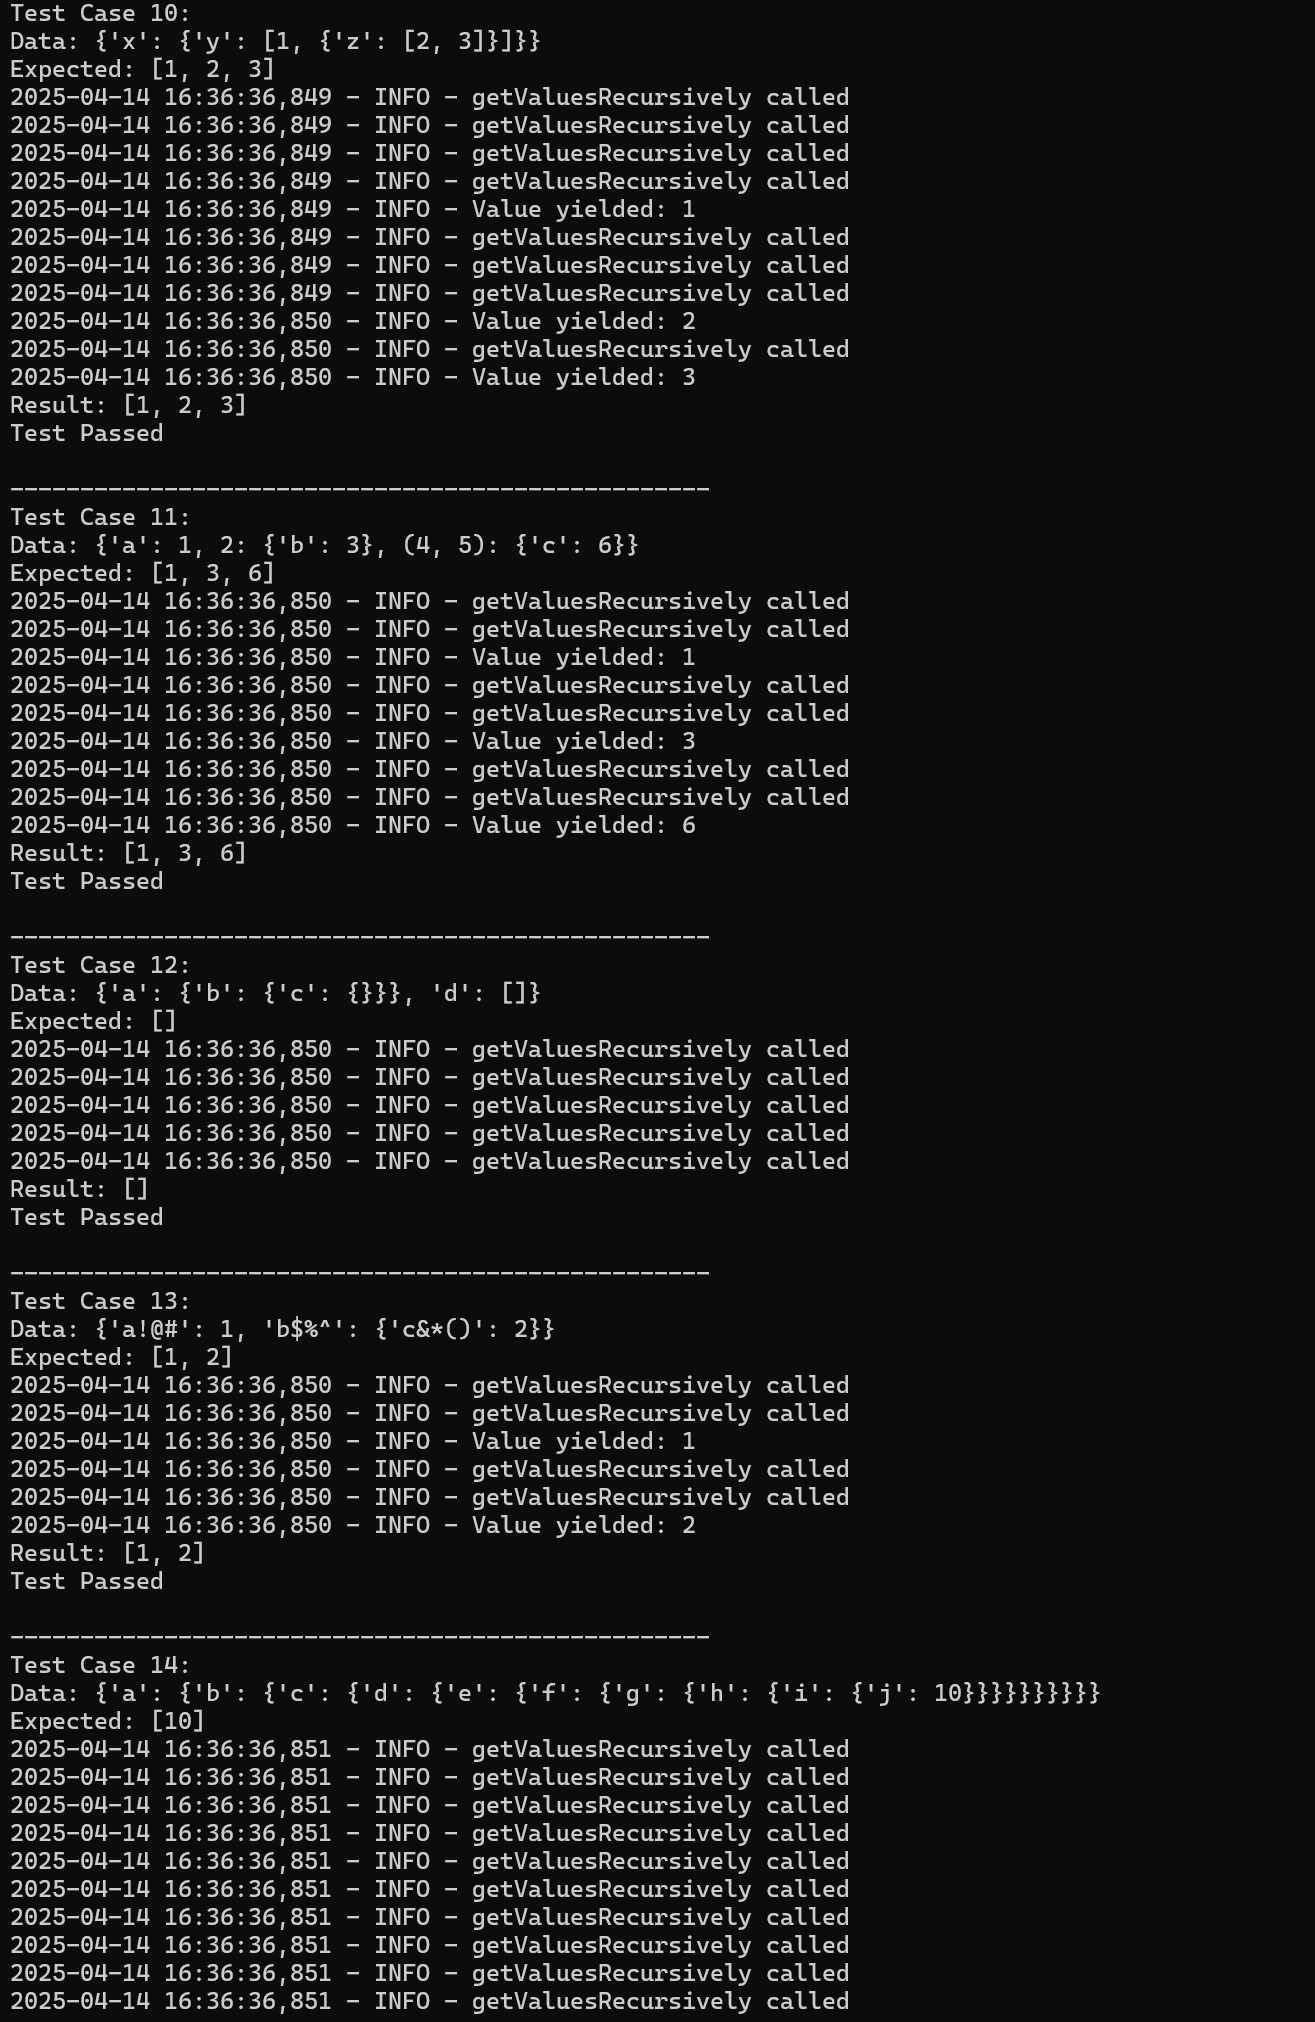 Test Case 10:
Data: {'x': {'y': [1, {'z': [2, 3]}]}}
Expected: [1, 2, 3]
2025-04-14 16:36:36,849 - INFO - getValuesRecursively called
2025-04-14 16:36:36,849 - INFO - getValuesRecursively called
2025-04-14 16:36:36,849 - INFO - getValuesRecursively called
2025-04-14 16:36:36,849 - INFO - getValuesRecursively called
2025-04-14 16:36:36,849 - INFO - Value yielded: 1
2025-04-14 16:36:36,849 - INFO - getValuesRecursively called
2025-04-14 16:36:36,849 - INFO - getValuesRecursively called
2025-04-14 16:36:36,849 - INFO - getValuesRecursively called
2025-04-14 16:36:36,850 - INFO - Value yielded: 2
2025-04-14 16:36:36,850 - INFO - getValuesRecursively called
2025-04-14 16:36:36,850 - INFO - Value yielded: 3
Result: [1, 2, 3]
Test Passed
--------------------------------------------------
Test Case 11:
Data: {'a': 1, 2: {'b': 3}, (4, 5): {'c': 6}}
Expected: [1, 3, 6]
2025-04-14 16:36:36,850 - INFO - getValuesRecursively called
2025-04-14 16:36:36,850 - INFO - getValuesRecursively called
2025-04-14 16:36:36,850 - INFO - Value yielded: 1
2025-04-14 16:36:36,850 - INFO - getValuesRecursively called
2025-04-14 16:36:36,850 - INFO - getValuesRecursively called
2025-04-14 16:36:36,850 - INFO - Value yielded: 3
2025-04-14 16:36:36,850 - INFO - getValuesRecursively called
2025-04-14 16:36:36,850 - INFO - getValuesRecursively called
2025-04-14 16:36:36,850 - INFO - Value yielded: 6
Result: [1, 3, 6]
Test Passed
--------------------------------------------------
Test Case 12:
Data: {'a': {'b': {'c': {}}}, 'd': []}
Expected: []
2025-04-14 16:36:36,850 - INFO - getValuesRecursively called
2025-04-14 16:36:36,850 - INFO - getValuesRecursively called
2025-04-14 16:36:36,850 - INFO - getValuesRecursively called
2025-04-14 16:36:36,850 - INFO - getValuesRecursively called
2025-04-14 16:36:36,850 - INFO - getValuesRecursively called
Result: []
Test Passed
--------------------------------------------------
Test Case 13:
Data: {'a!@#': 1, 'b$%^': {'c&*()': 2}}
Expected: [1, 2]
2025-04-14 16:36:36,850 - INFO - getValuesRecursively called
2025-04-14 16:36:36,850 - INFO - getValuesRecursively called
2025-04-14 16:36:36,850 - INFO - Value yielded: 1
2025-04-14 16:36:36,850 - INFO - getValuesRecursively called
2025-04-14 16:36:36,850 - INFO - getValuesRecursively called
2025-04-14 16:36:36,850 - INFO - Value yielded: 2
Result: [1, 2]
Test Passed
--------------------------------------------------
Test Case 14:
Data: {'a': {'b': {'c': {'d': {'e': {'f': {'g': {'h': {'i': {'j': 10}}}}}}}}}}
Expected: [10]
2025-04-14 16:36:36,851 - INFO - getValuesRecursively called
2025-04-14 16:36:36,851 - INFO - getValuesRecursively called
2025-04-14 16:36:36,851 - INFO - getValuesRecursively called
2025-04-14 16:36:36,851 - INFO - getValuesRecursively called
2025-04-14 16:36:36,851 - INFO - getValuesRecursively called
2025-04-14 16:36:36,851 - INFO - getValuesRecursively called
2025-04-14 16:36:36,851 - INFO - getValuesRecursively called
2025-04-14 16:36:36,851 - INFO - getValuesRecursively called
2025-04-14 16:36:36,851 - INFO - getValuesRecursively called
2025-04-14 16:36:36,851 - INFO - getValuesRecursively called